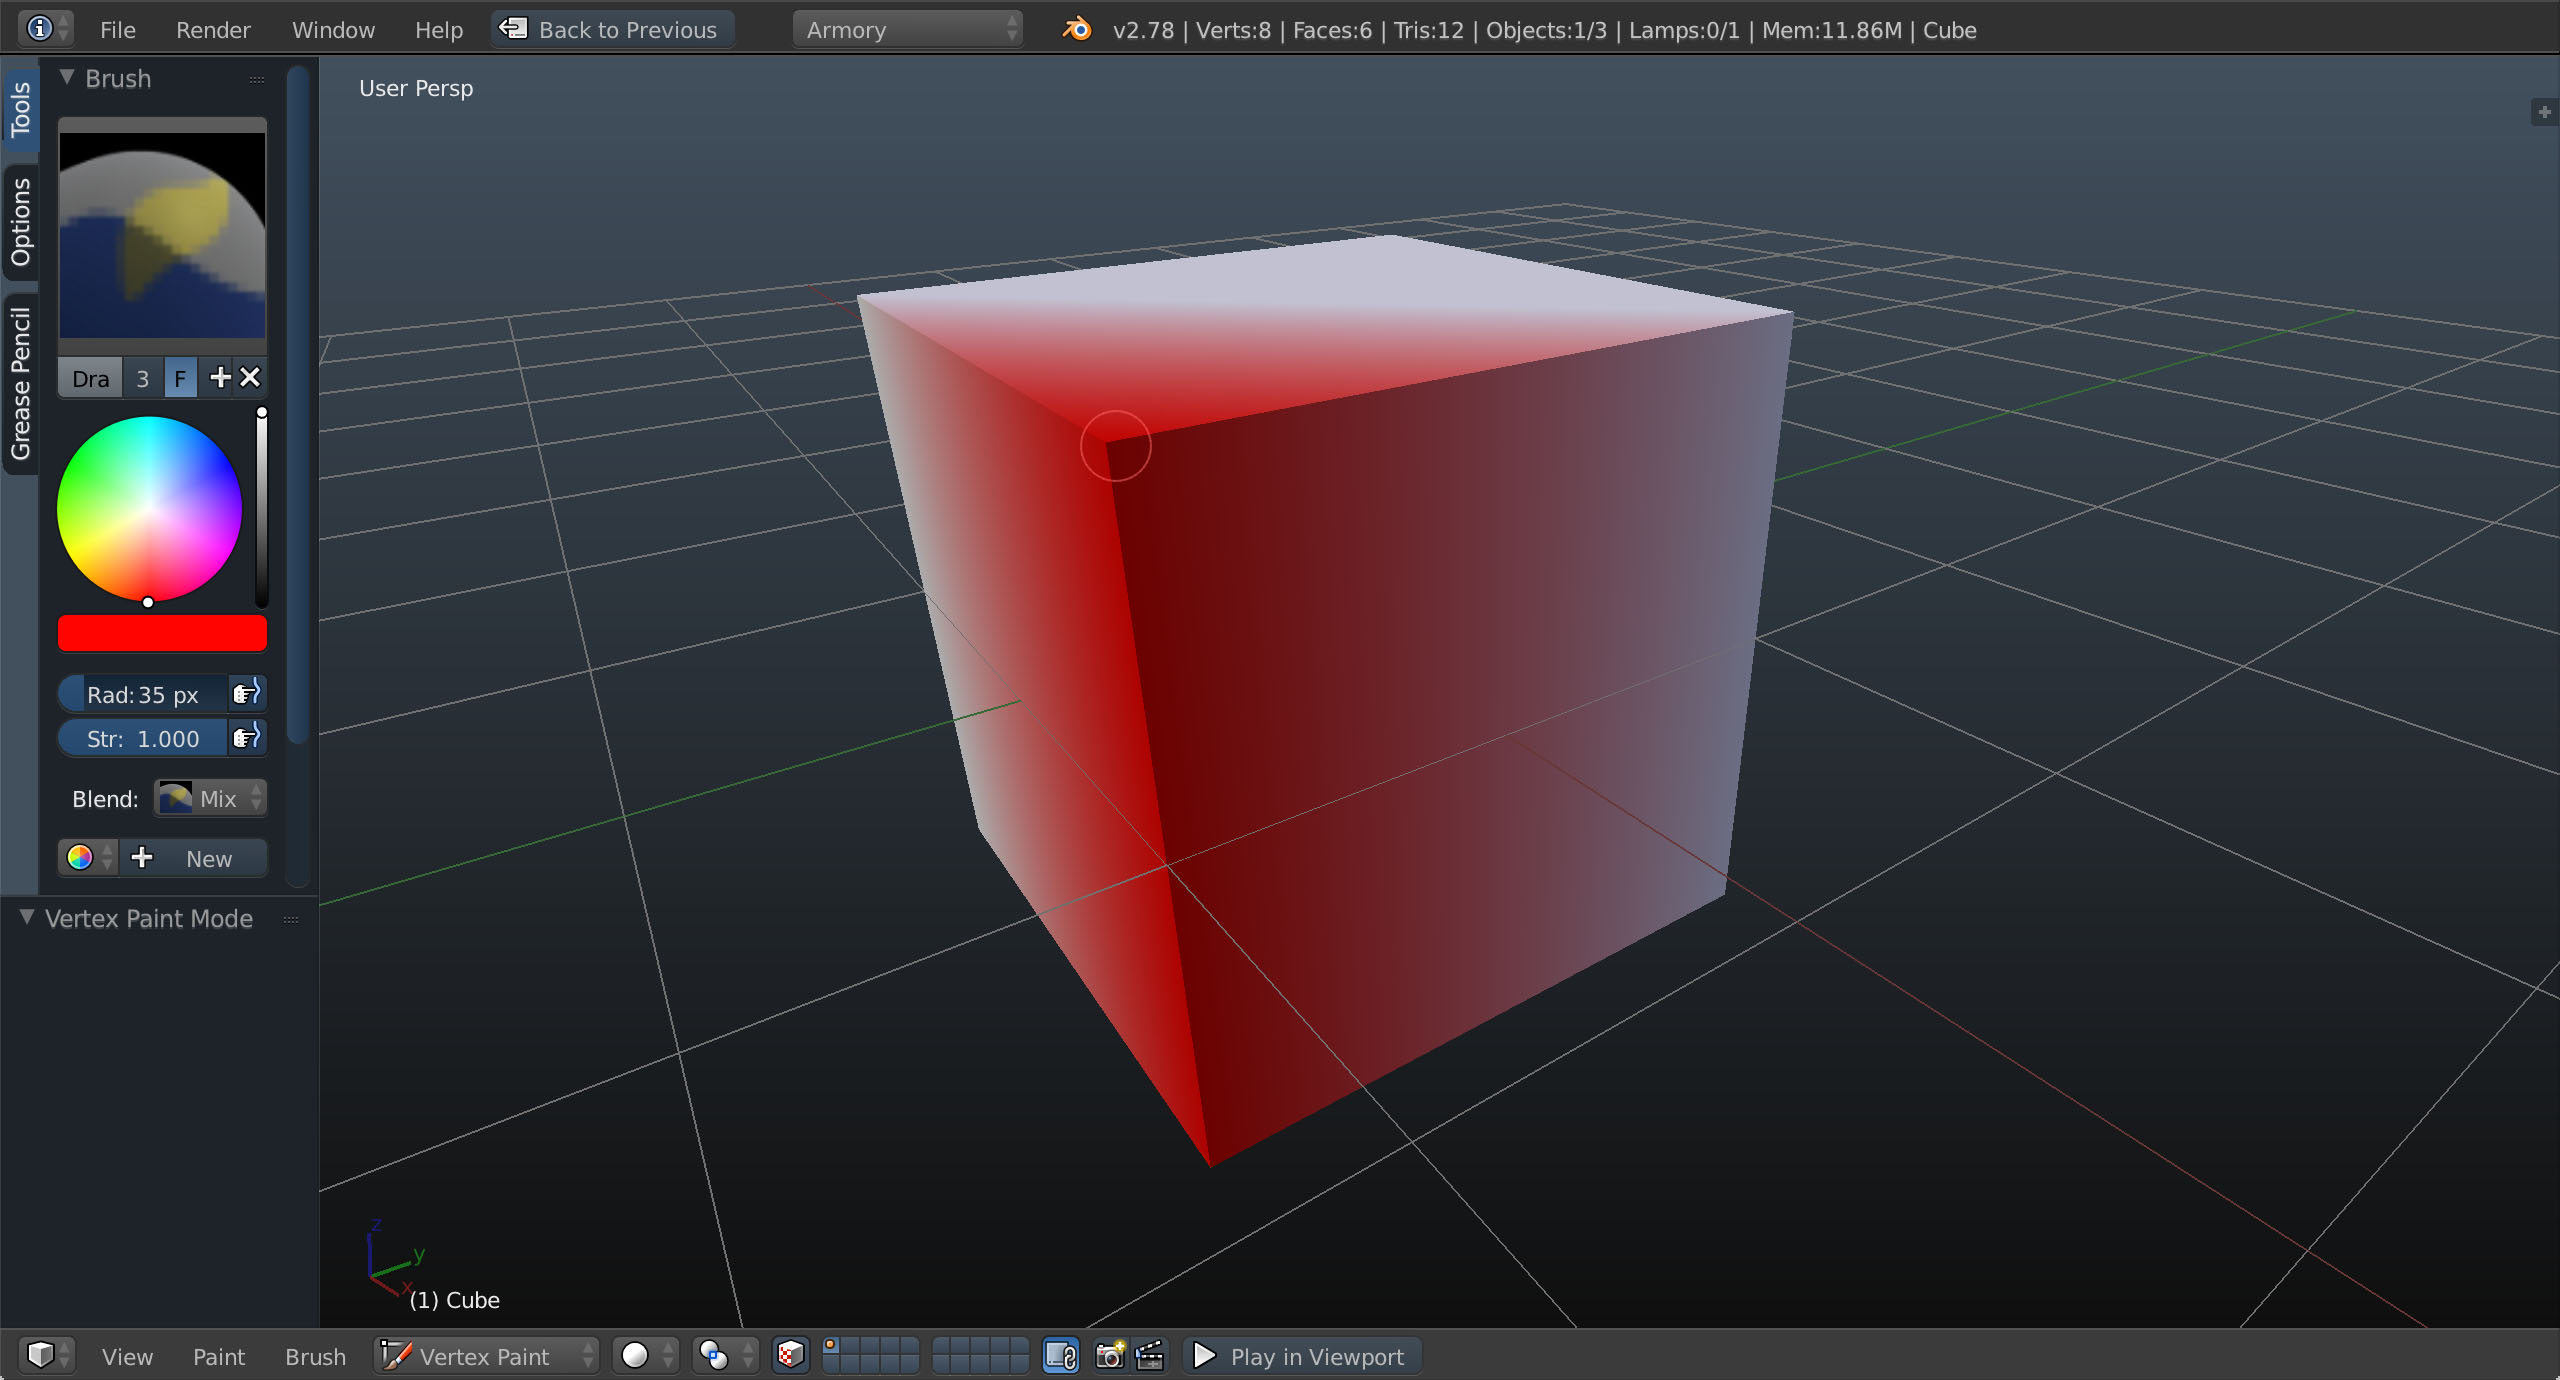 File Render Window Help Back to Previous Armory v2.78 | Verts:8 | Faces:6 | Tris:12 | Objects:1/3 | Lamps:0/1 | Mem:11.86M | Cube
Tools
Options
Grease Pencil
Brush
Dra 3 F
Rad: 35 px
Str: 1.000
Blend: Mix
New
Vertex Paint Mode
User Persp
z
y
x
(1) Cube
View Paint Brush Vertex Paint Play in Viewport